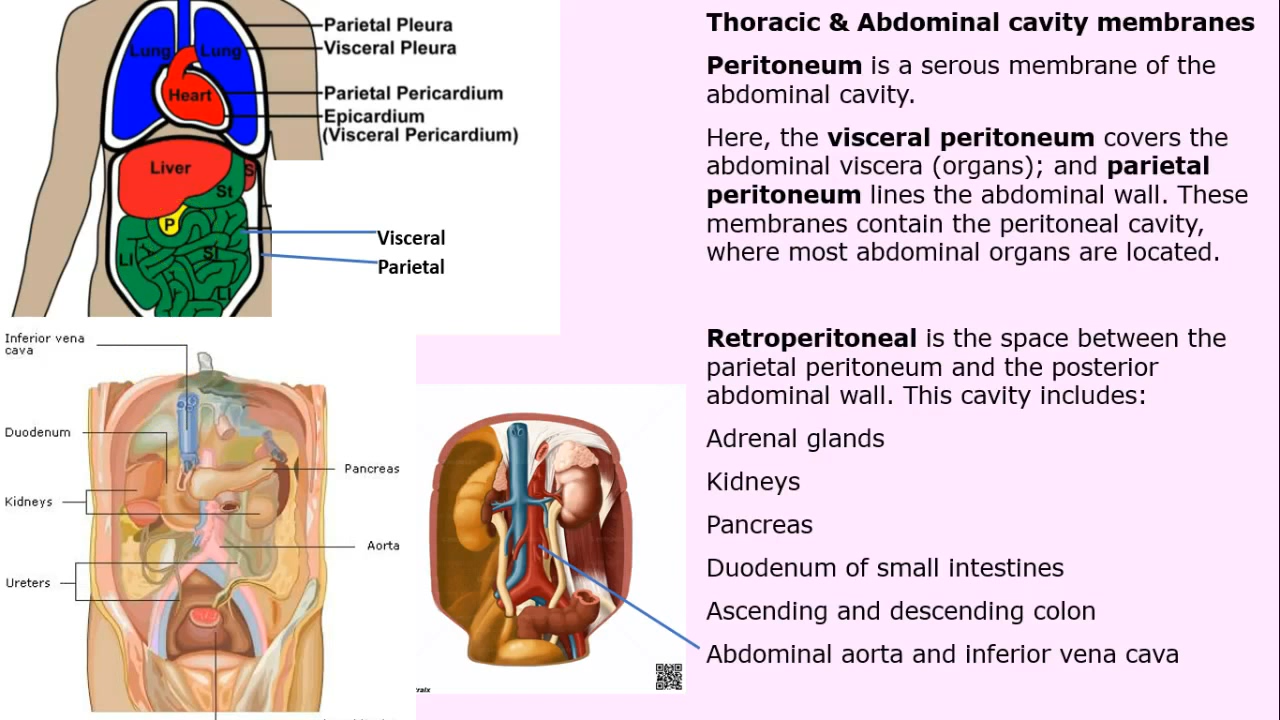 Parietal Pleura
Visceral Pleura
Lung
Lung
Heart
Parietal Pericardium
Epicardium
(Visceral Pericardium)
Liver
S
St
P
LI
SI
LI
Visceral
Parietal
Inferior vena
cava
Duodenum
Pancreas
Kidneys
Aorta
Ureters
Thoracic & Abdominal cavity membranes
Peritoneum is a serous membrane of the
abdominal cavity.
Here, the visceral peritoneum covers the
abdominal viscera (organs); and parietal
peritoneum lines the abdominal wall. These
membranes contain the peritoneal cavity,
where most abdominal organs are located.
Retroperitoneal is the space between the
parietal peritoneum and the posterior
abdominal wall. This cavity includes:
Adrenal glands
Kidneys
Pancreas
Duodenum of small intestines
Ascending and descending colon
Abdominal aorta and inferior vena cava